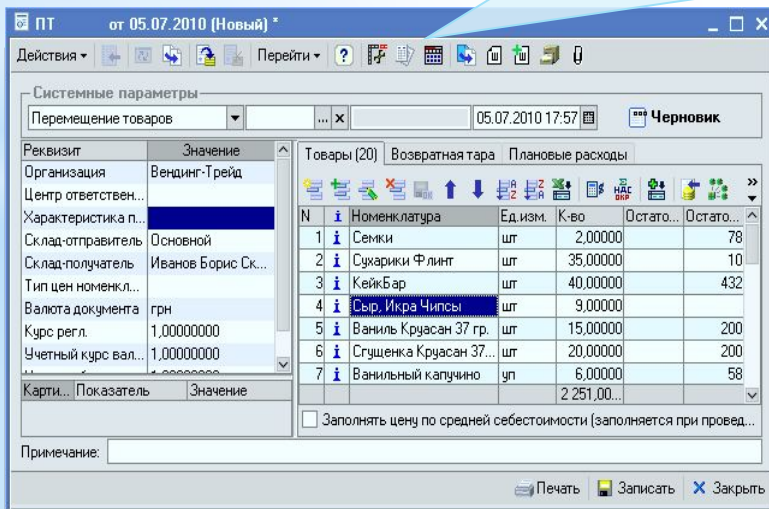 ПТ от 05.07.2010 (Новый) *
Действия Перейти
Системные параметры
Перемещение товаров ... x 05.07.2010 17:57 Черновик
Реквизит Значение
Организация Вендинг-Трейд
Центр ответствен...
Характеристика п...
Склад-отправитель Основной
Склад-получатель Иванов Борис Ск...
Тип цен номенкл...
Валюта документа грн
Курс регл. 1,00000000
Учетный курс вал... 1,00000000
Карти... Показатель Значение
Товары (20) Возвратная тара Плановые расходы
N i Номенклатура Ед.изм. К-во Остато... Остато...
1 i Семки шт 2,00000 78
2 i Сухарики Флинт шт 35,00000 10
3 i КейкБар шт 40,00000 432
4 i Сыр, Икра Чипсы шт 9,00000
5 i Ваниль Круасан 37 гр. шт 15,00000 200
6 i Сгущенка Круасан 37... шт 20,00000 200
7 i Ванильный капучино уп 6,00000 58
2 251,00...
Заполнять цену по средней себестоимости (заполняется при провед...
Примечание:
Печать Записать Закрыть